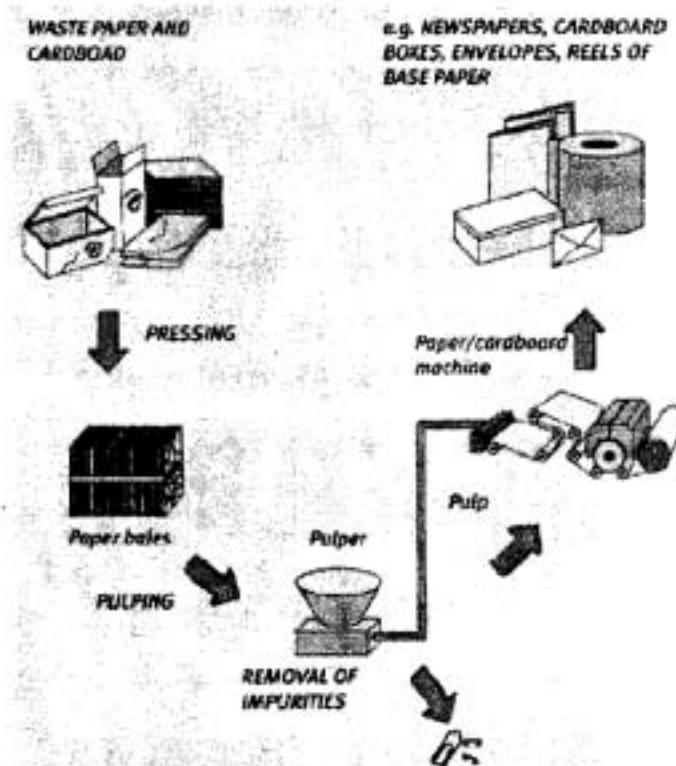 WASTE PAPER AND
CARDBOAD
e.g. NEWSPAPERS, CARDBOARD
BOXES, ENVELOPES, REELS OF
BASE PAPER
PRESSING
Paper/cardboard
machine
Paper bales
Pulper
Pulp
PULPING
REMOVAL OF
IMPURITIES